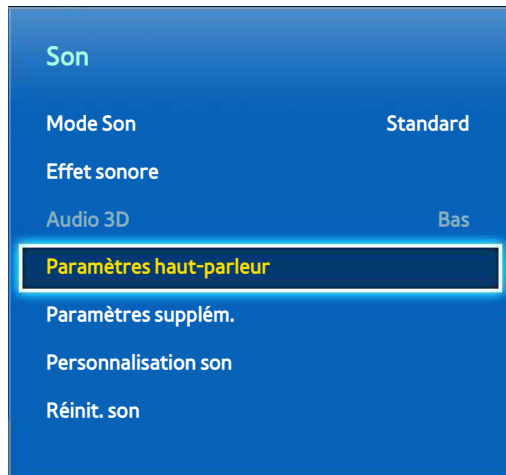 Son
Mode Son Standard
Effet sonore
Audio 3D Bas
Paramètres haut-parleur
Paramètres supplém.
Personnalisation son
Réinit. son